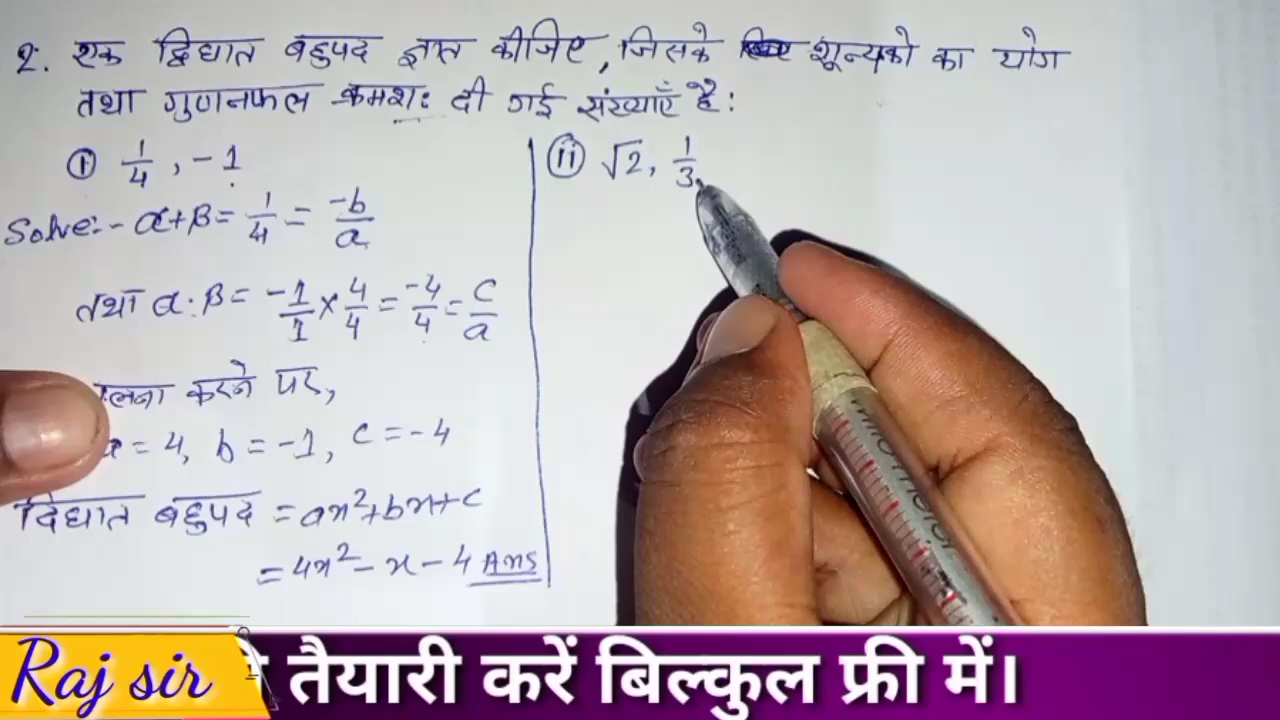 2. एक द्विघात बहुपद ज्ञात कीजिए, जिसके शून्यको का योग
तथा गुणनफल क्रमशः दी गई संख्याएँ है:
(i) 1/4, -1
Solve:- α+β = 1/4 = -b/a
तथा α.β = -1/1 × 4/4 = -4/4 = c/a
लना करने पर,
a = 4, b = -1, c = -4
द्विघात बहुपद = ax²+bx+c
= 4x² - x - 4 Ans
(ii) √2, 1/3
Raj sir
तैयारी करें बिल्कुल फ्री में।